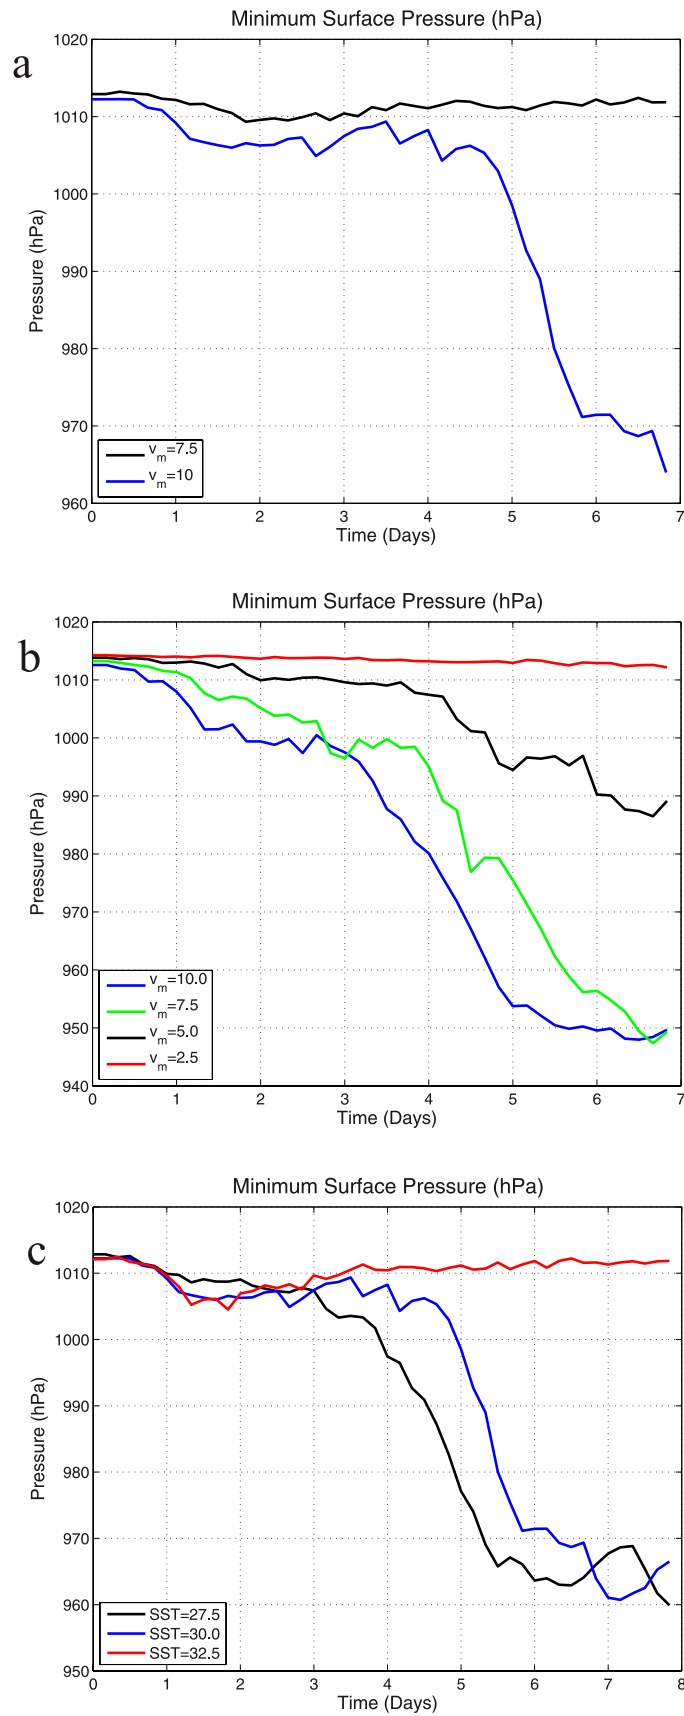 a
Minimum Surface Pressure (hPa)
1020
1010
1000
990
980
970
960
Pressure (hPa)
v_m=7.5
v_m=10
0 1 2 3 4 5 6 7
Time (Days)
b
Minimum Surface Pressure (hPa)
1020
1010
1000
990
980
970
960
950
940
Pressure (hPa)
v_m=10.0
v_m=7.5
v_m=5.0
v_m=2.5
0 1 2 3 4 5 6 7
Time (Days)
c
Minimum Surface Pressure (hPa)
1020
1010
1000
990
980
970
960
950
Pressure (hPa)
SST=27.5
SST=30.0
SST=32.5
0 1 2 3 4 5 6 7 8
Time (Days)